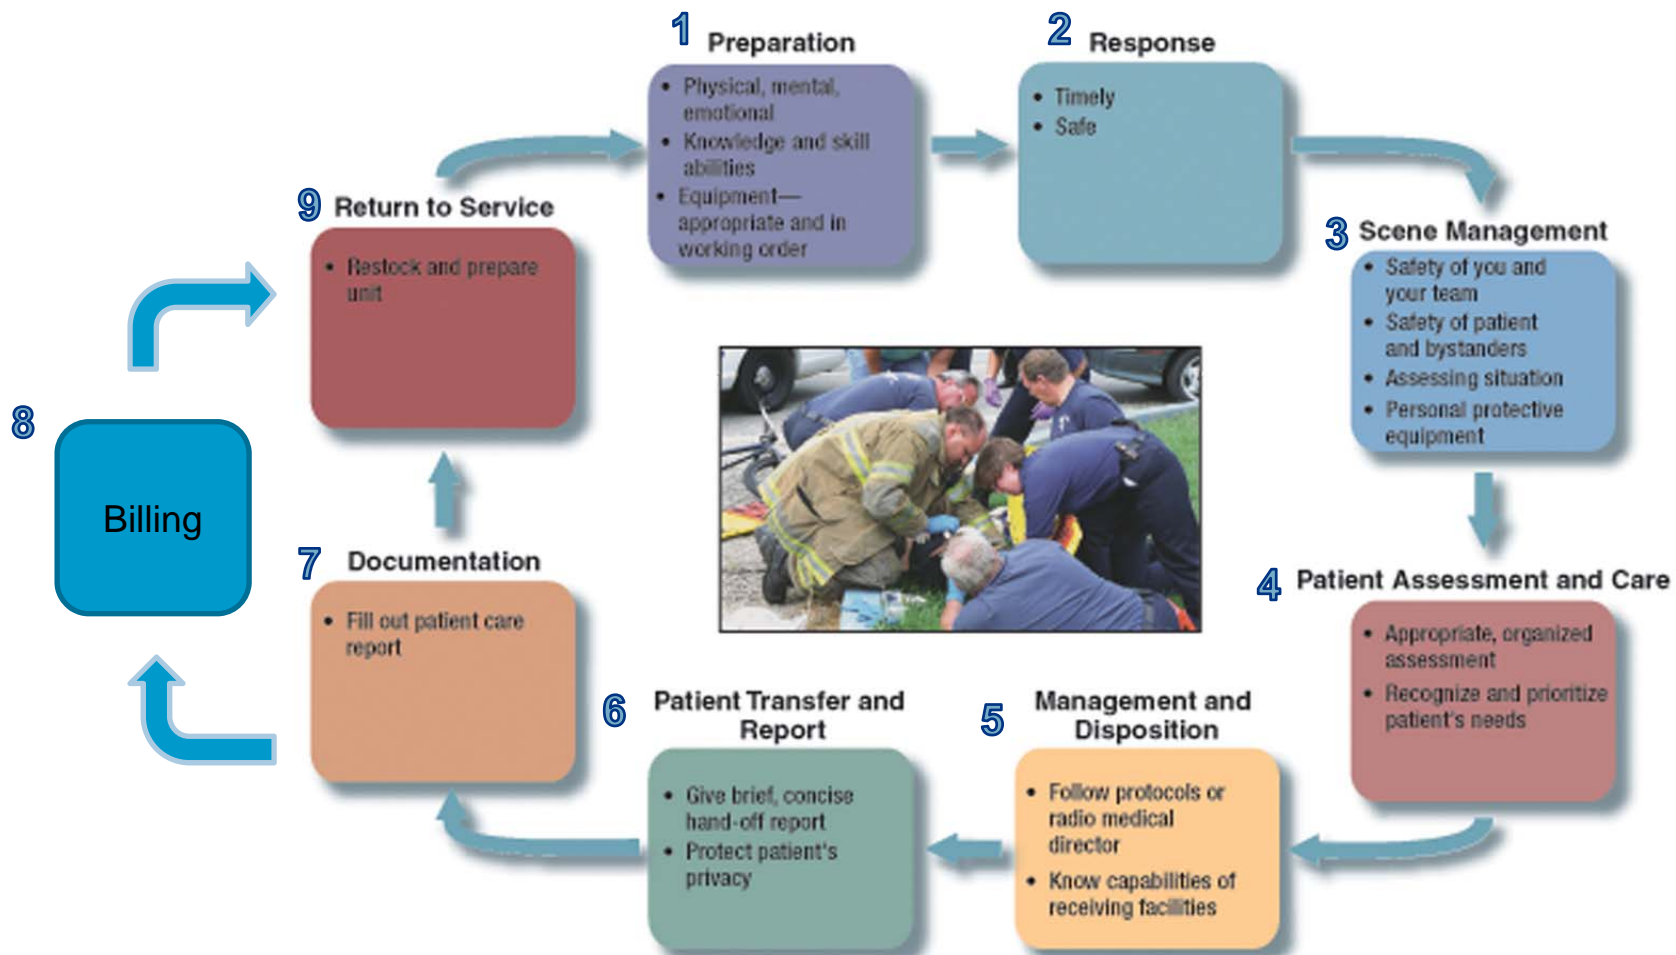 1 Preparation
• Physical, mental,
emotional
• Knowledge and skill
abilities
• Equipment—
appropriate and in
working order
2 Response
• Timely
• Safe
3 Scene Management
• Safety of you and
your team
• Safety of patient
and bystanders
• Assessing situation
• Personal protective
equipment
4 Patient Assessment and Care
• Appropriate, organized
assessment
• Recognize and prioritize
patient's needs
5 Management and
Disposition
• Follow protocols or
radio medical
director
• Know capabilities of
receiving facilities
6 Patient Transfer and
Report
• Give brief, concise
hand-off report
• Protect patient's
privacy
7 Documentation
• Fill out patient care
report
8
Billing
9 Return to Service
• Restock and prepare
unit